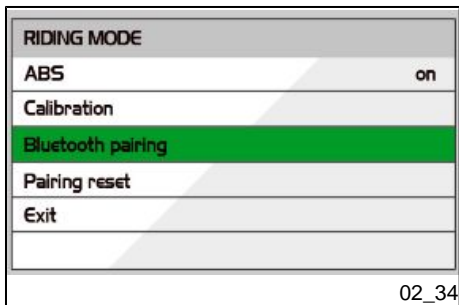 RIDING MODE
ABS on
Calibration
Bluetooth pairing
Pairing reset
Exit
02_34